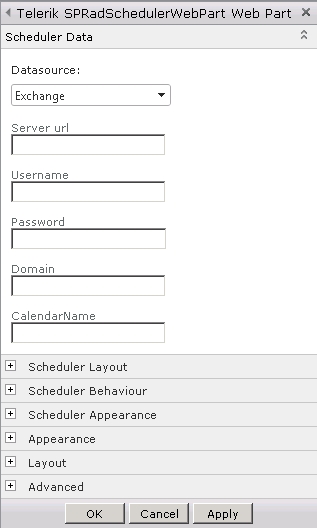 Telerik SPRadSchedulerWebPart Web Part
Scheduler Data
Datasource:
Exchange
Server url
Username
Password
Domain
CalendarName
Scheduler Layout
Scheduler Behaviour
Scheduler Appearance
Appearance
Layout
Advanced
OK Cancel Apply